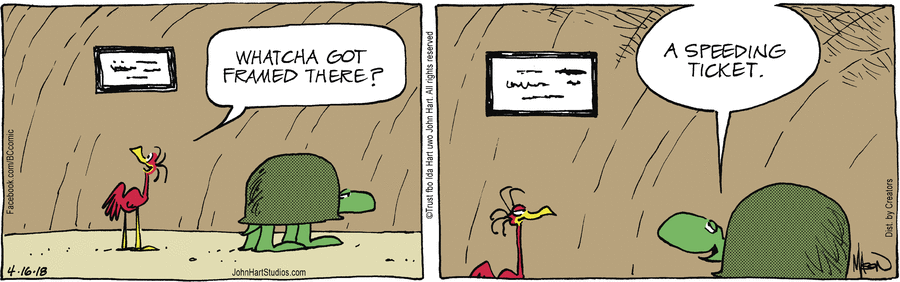 WHATCHA GOT
FRAMED THERE?
Facebook.com/BCcomic
4·16·18
JohnHartStudios.com
©Trust fbo Ida Hart uwo John Hart. All rights reserved
A SPEEDING
TICKET.
Dist. by Creators
MASON